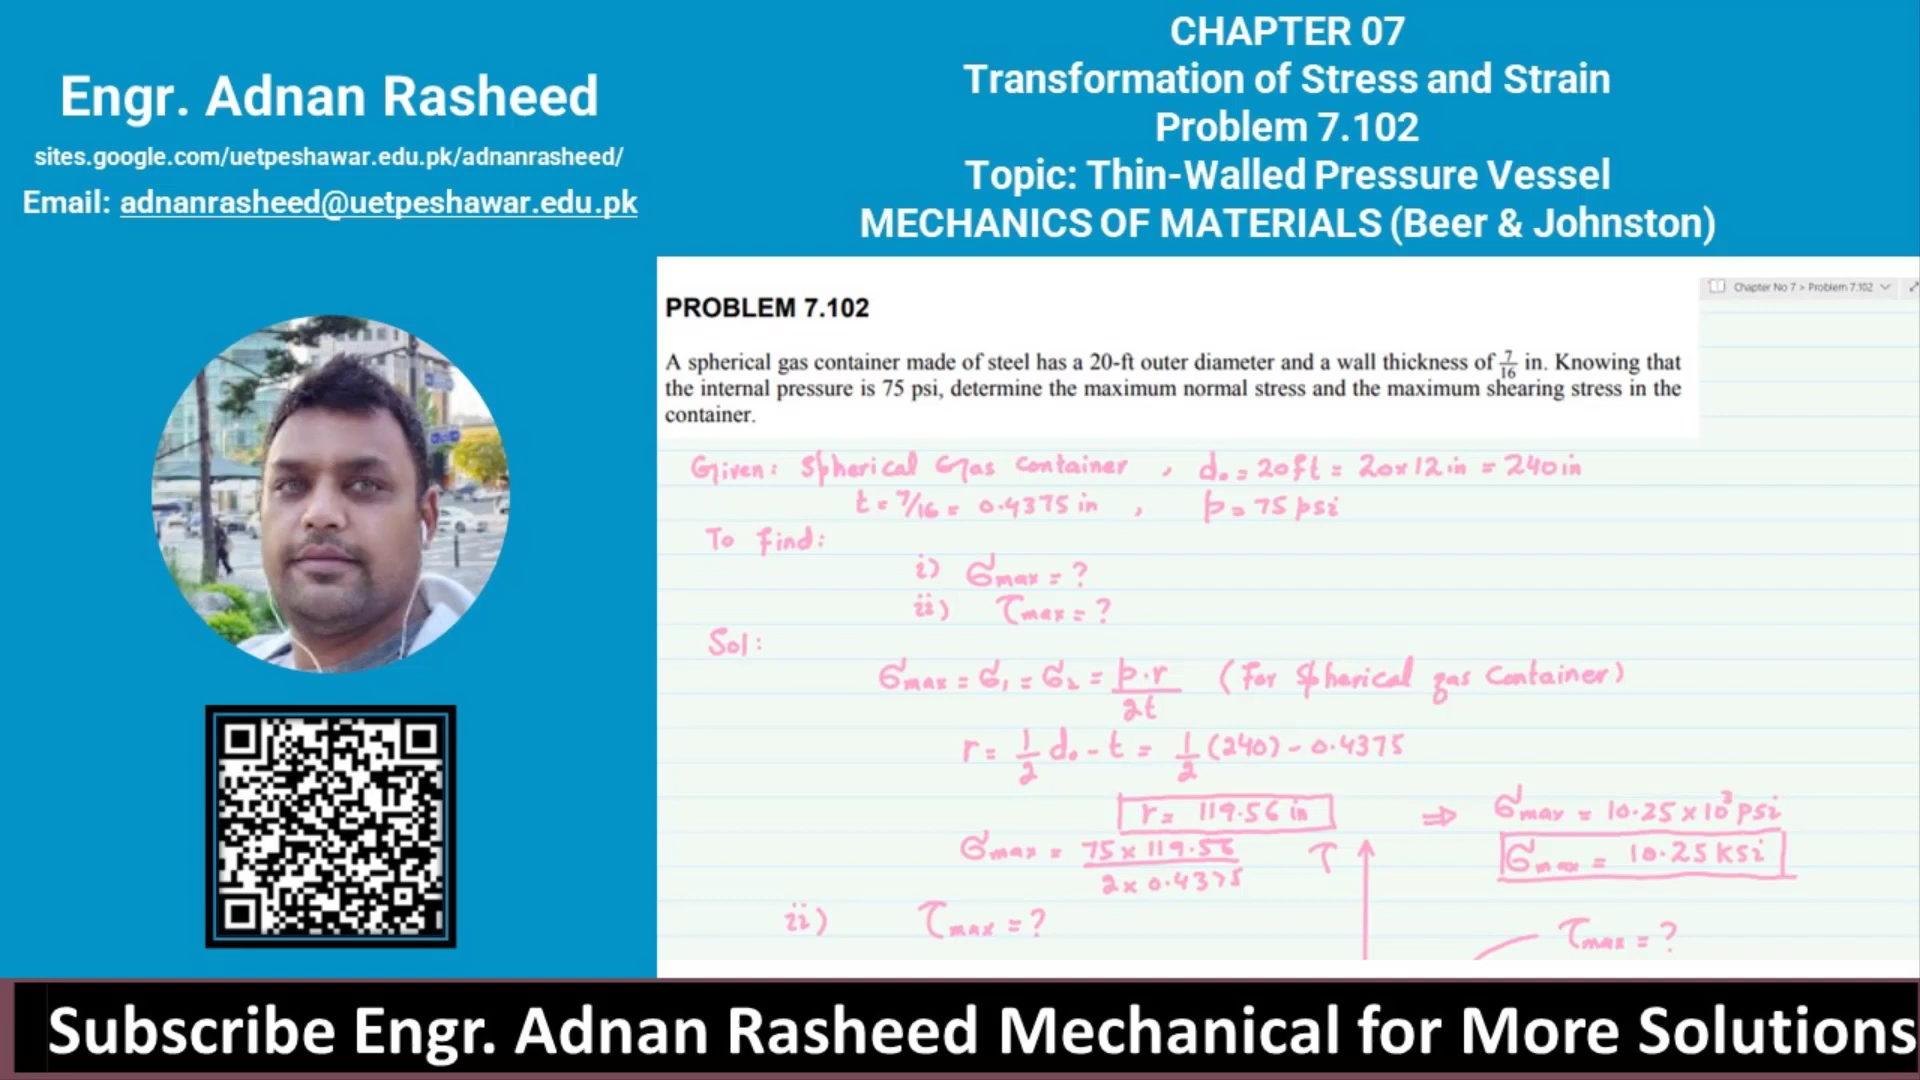 Engr. Adnan Rasheed
sites.google.com/uetpeshawar.edu.pk/adnanrasheed/
Email: adnanrasheed@uetpeshawar.edu.pk
CHAPTER 07
Transformation of Stress and Strain
Problem 7.102
Topic: Thin-Walled Pressure Vessel
MECHANICS OF MATERIALS (Beer & Johnston)
Chapter No 7 > Problem 7.102
PROBLEM 7.102
A spherical gas container made of steel has a 20-ft outer diameter and a wall thickness of 7/16 in. Knowing that
the internal pressure is 75 psi, determine the maximum normal stress and the maximum shearing stress in the
container.
Given: Spherical Gas Container , d₀ = 20ft = 20x12in = 240in
t = 7/16 = 0.4375 in , p = 75 psi
To Find:
i) σmax = ?
ii) τmax = ?
Sol:
σmax = σ₁ = σ₂ = p.r/2t (For Spherical gas Container)
r = 1/2 d₀ - t = 1/2 (240) - 0.4375
r = 119.56 in ⇒ σmax = 10.25 x 10³ psi
σmax = 75 x 119.56 / 2 x 0.4375 τ σmax = 10.25 ksi
ii) τmax = ? τmax = ?
Subscribe Engr. Adnan Rasheed Mechanical for More Solutions